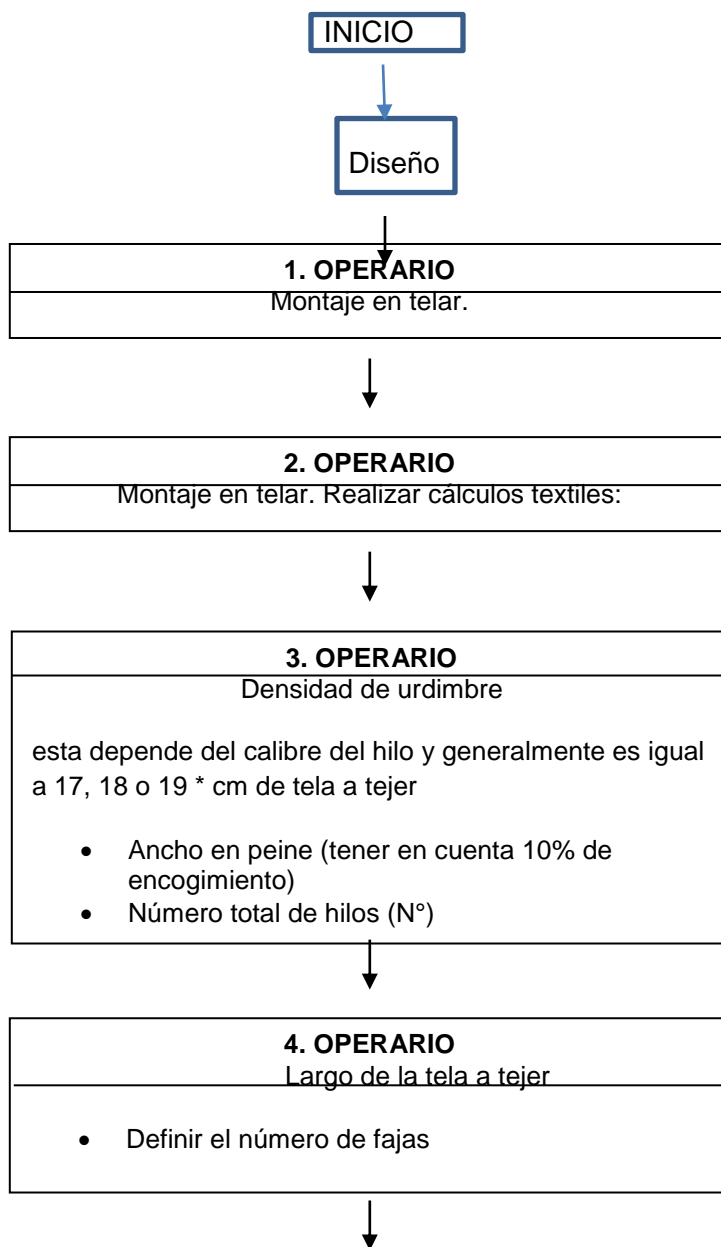 INICIO
Diseño
1. OPERARIO
Montaje en telar.
2. OPERARIO
Montaje en telar. Realizar cálculos textiles:
3. OPERARIO
Densidad de urdimbre
esta depende del calibre del hilo y generalmente es igual
a 17, 18 o 19 * cm de tela a tejer
• Ancho en peine (tener en cuenta 10% de
encogimiento)
• Número total de hilos (N°)
4. OPERARIO
Largo de la tela a tejer
• Definir el número de fajas